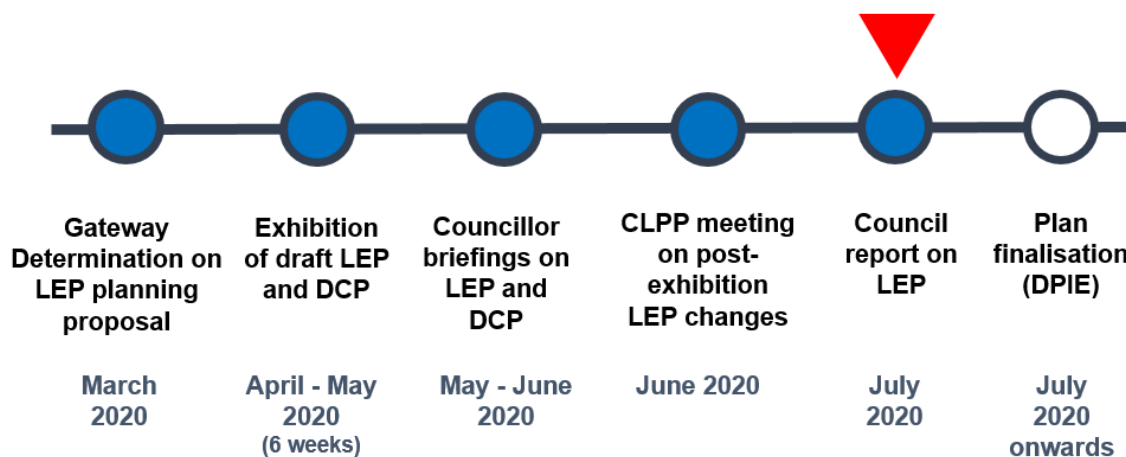 Gateway
Determination on
LEP planning
proposal
March
2020
Exhibition
of draft LEP
and DCP
April - May
2020
(6 weeks)
Councillor
briefings on
LEP and
DCP
May - June
2020
CLPP meeting
on post-
exhibition
LEP changes
June 2020
Council
report on
LEP
July
2020
Plan
finalisation
(DPIE)
July
2020
onwards